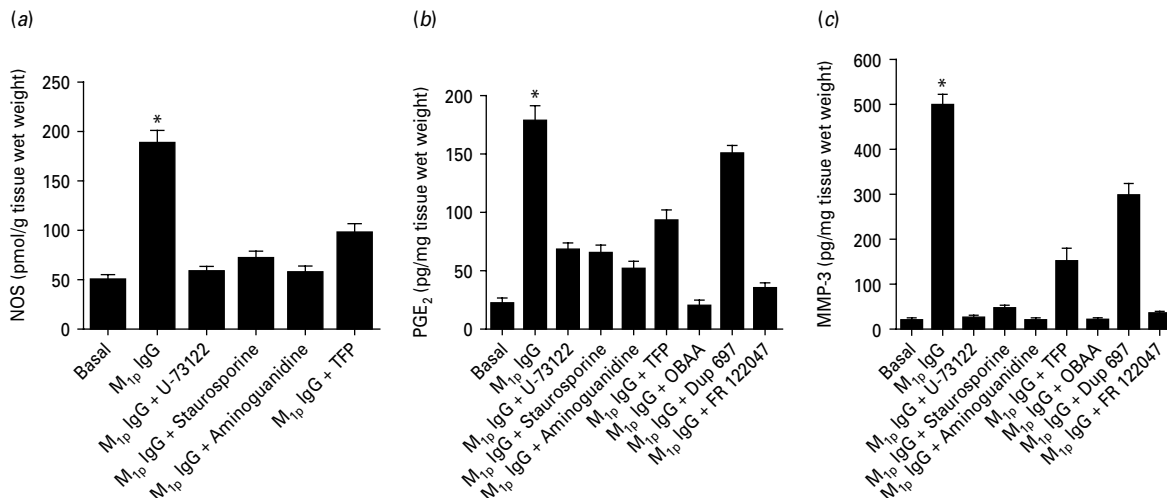 (a)
NOS (pmol/g tissue wet weight)
250
200
150
100
50
0
*
Basal
M1p IgG
M1p IgG + U-73122
M1p IgG + Staurosporine
M1p IgG + Aminoguanidine
M1p IgG + TFP
(b)
PGE2 (pg/mg tissue wet weight)
200
150
100
50
0
*
Basal
M1p IgG
M1p IgG + U-73122
M1p IgG + Staurosporine
M1p IgG + Aminoguanidine
M1p IgG + TFP
M1p IgG + OBAA
M1p IgG + Dup 697
M1p IgG + FR 122047
(c)
MMP-3 (pg/mg tissue wet weight)
600
500
400
300
200
100
0
*
Basal
M1p IgG
M1p IgG + U-73122
M1p IgG + Staurosporine
M1p IgG + Aminoguanidine
M1p IgG + TFP
M1p IgG + OBAA
M1p IgG + Dup 697
M1p IgG + FR 122047